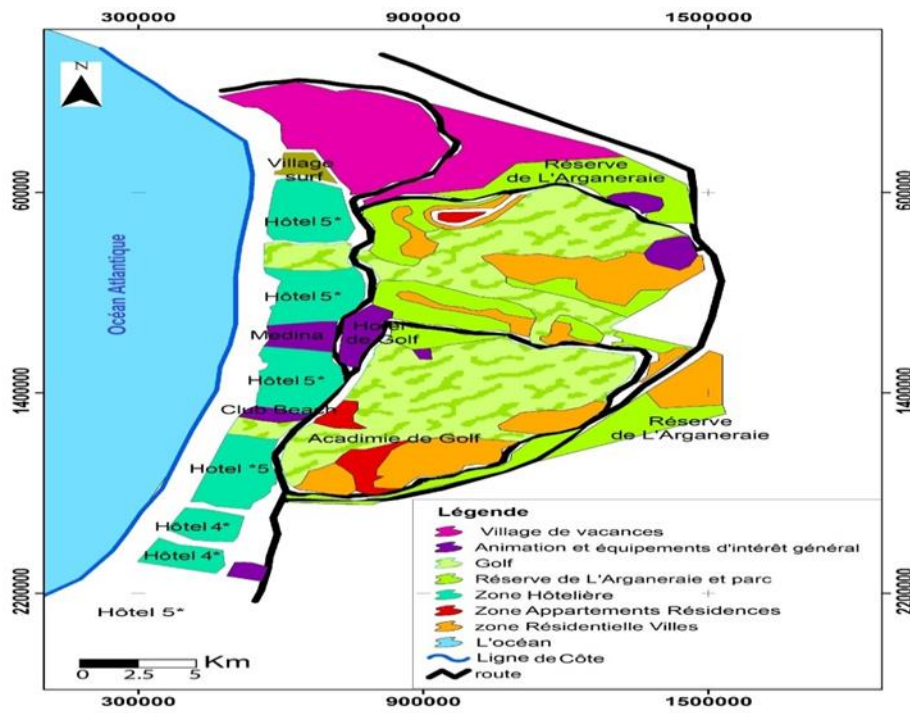 300000 900000 1500000
N
Village
surf
Réserve
de L'Arganeraie
600000 600000
Hôtel 5*
Océan Atlantique
Hôtel 5*
Medina
Hotel
de Golf
Hôtel 5*
1400000 1400000
Club Beach
Réserve
de L'Arganeraie
Acadimie de Golf
Hotel *5
Hôtel 4*
Hôtel 4*
2200000 2200000
Hôtel 5*
Légende
Village de vacances
Animation et équipements d'intérêt général
Golf
Réserve de L'Arganeraie et parc
Zone Hôtelière
Zone Appartements Résidences
zone Résidentielle Villes
L'océan
Ligne de Côte
route
Km
0 2.5 5
300000 900000 1500000